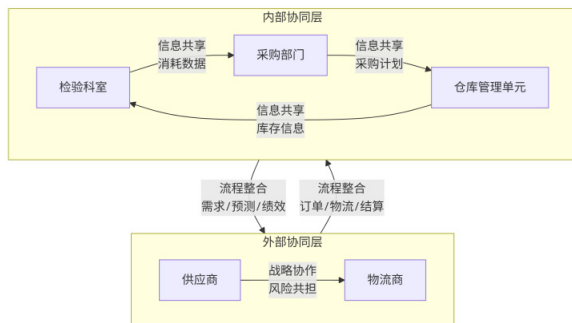 内部协同层
信息共享
消耗数据
采购部门
信息共享
采购计划
检验科室
仓库管理单元
信息共享
库存信息
流程整合
需求/预测/绩效
流程整合
订单/物流/结算
外部协同层
供应商
战略协作
风险共担
物流商